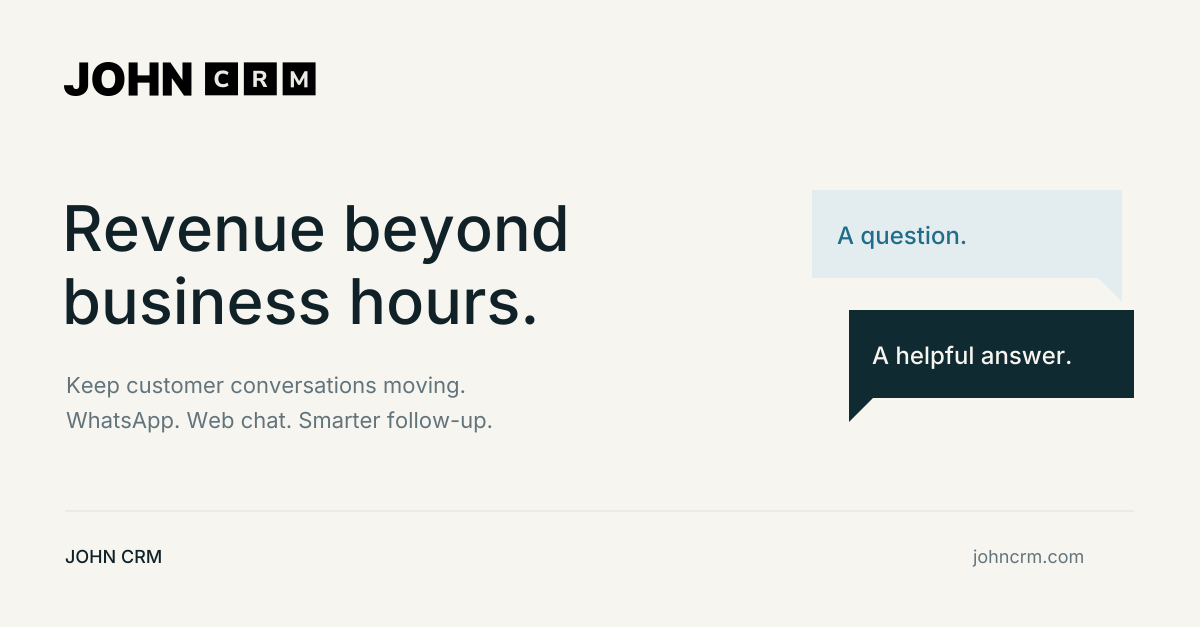 JOHN CRM
Revenue beyond
business hours.
Keep customer conversations moving.
WhatsApp. Web chat. Smarter follow-up.
A question.
A helpful answer.
JOHN CRM
johncrm.com